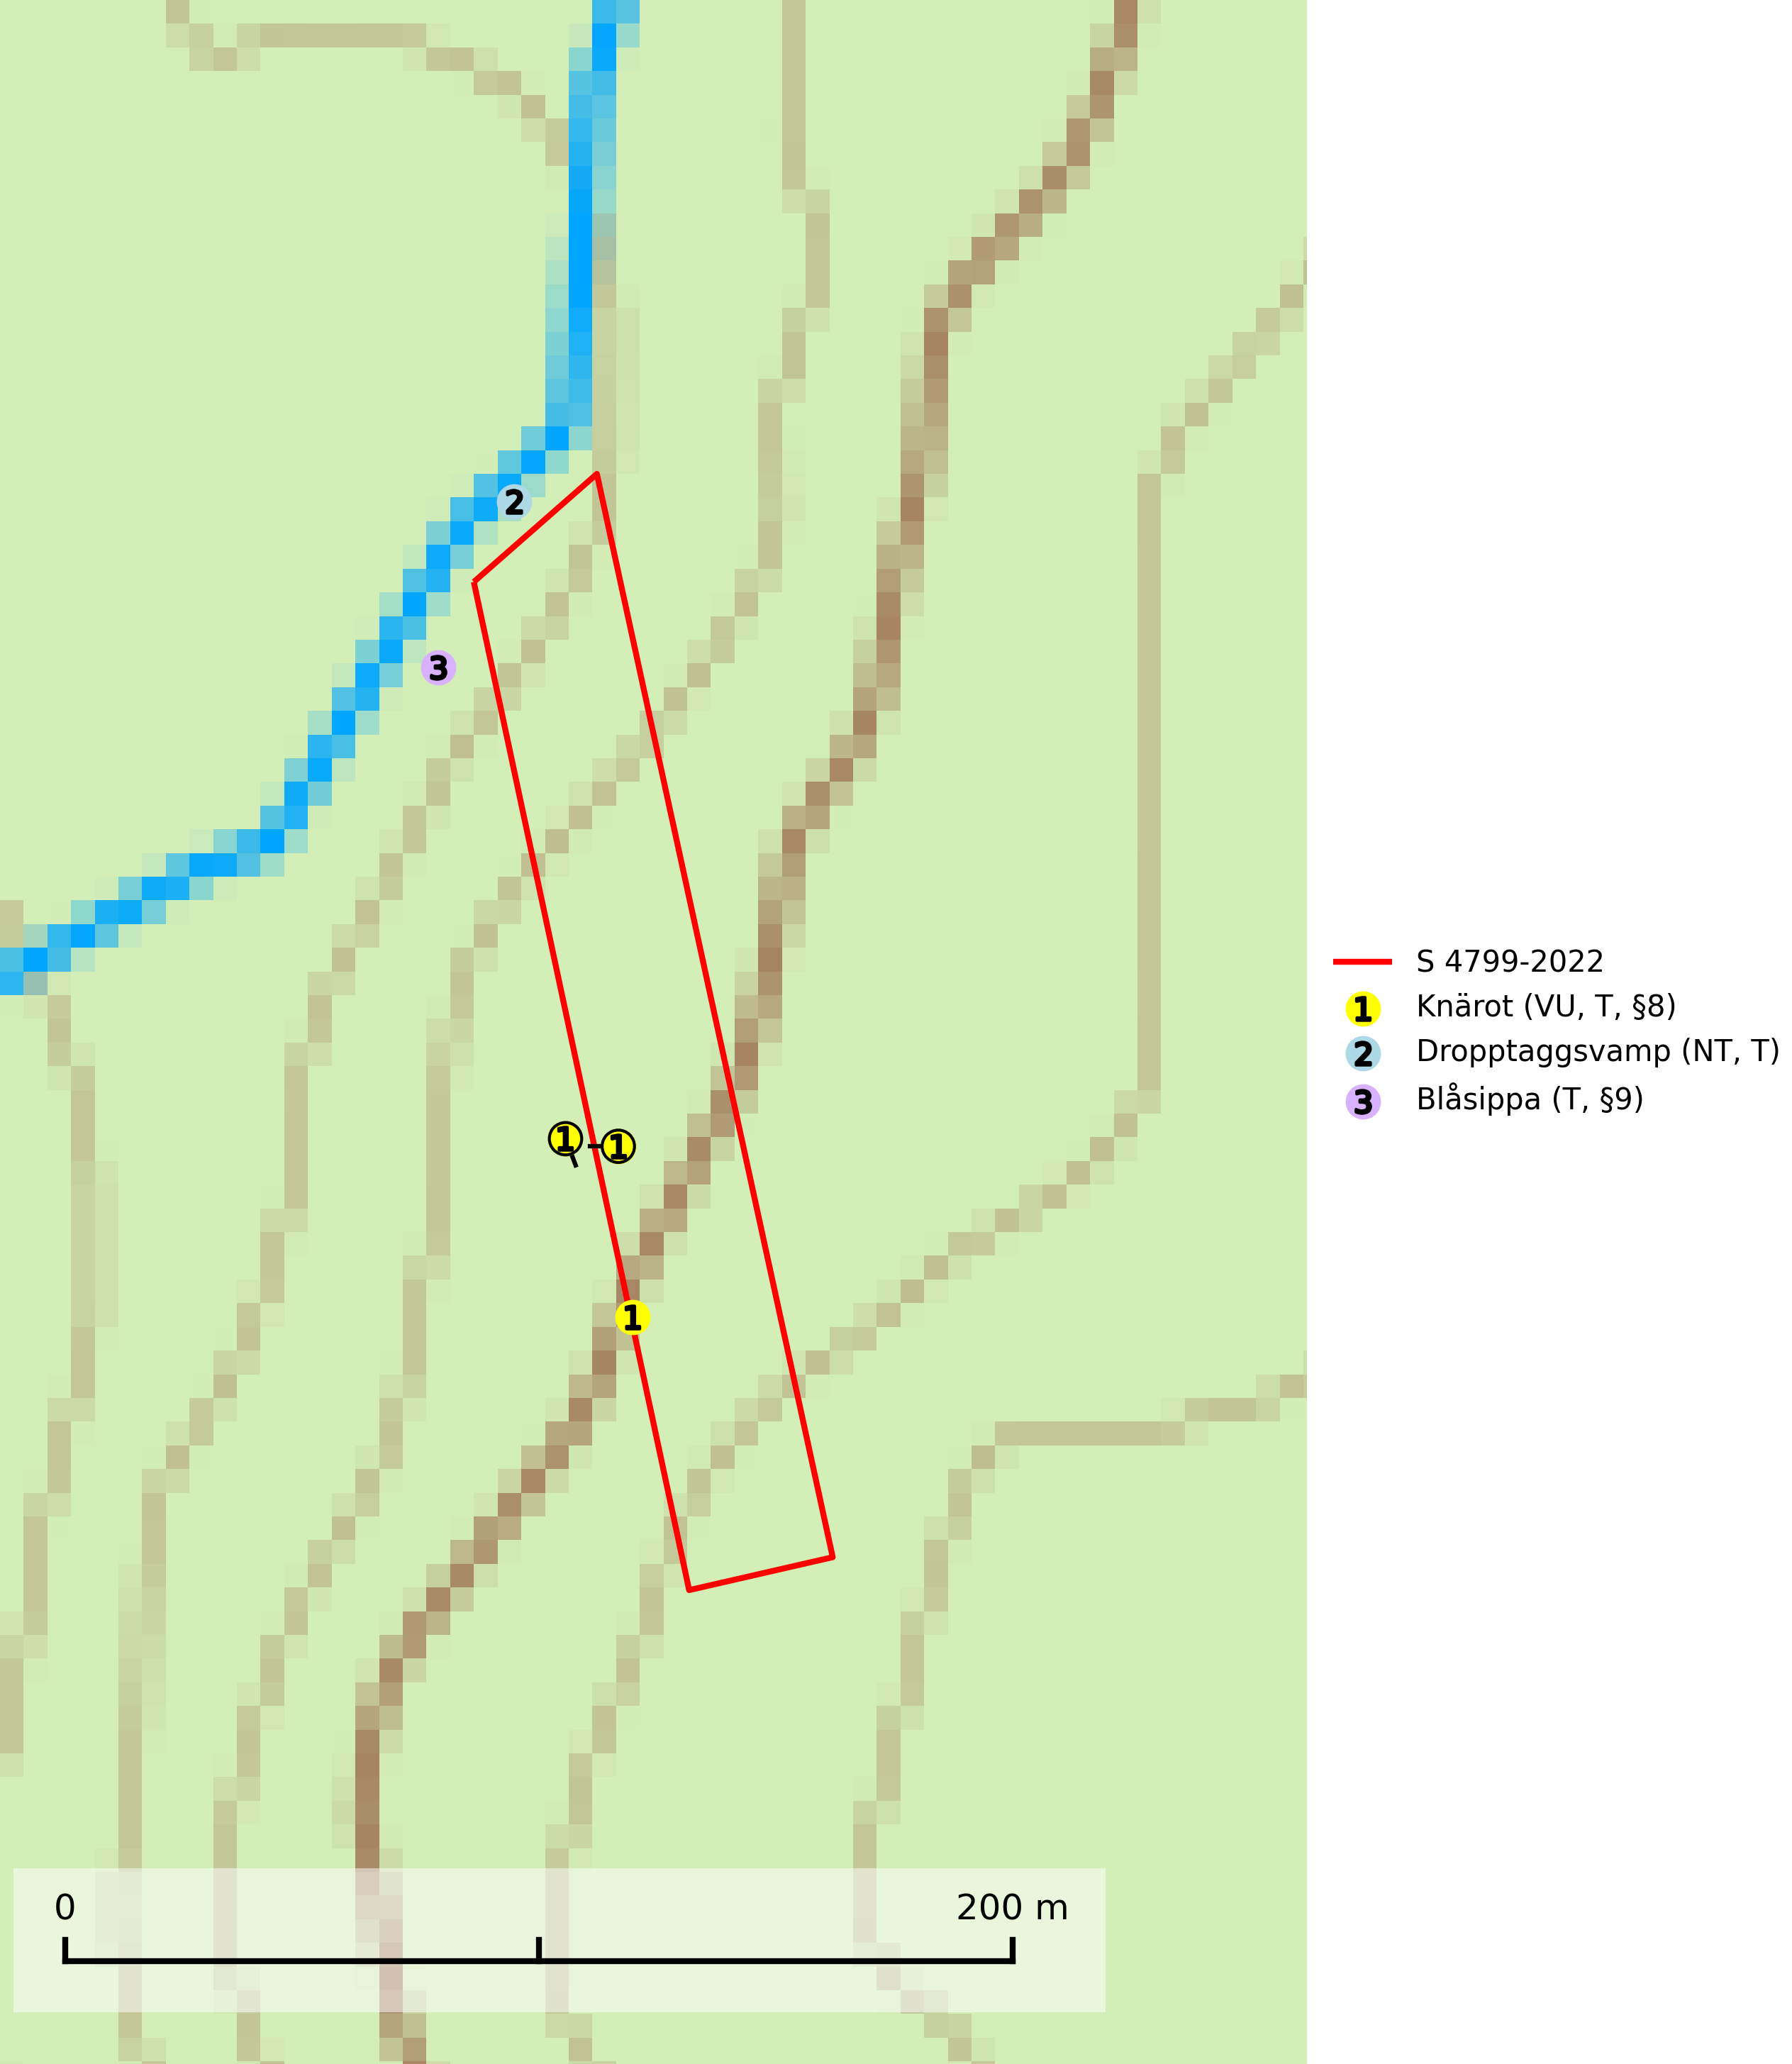 2
3
1 1
1
S 4799-2022
1 Knärot (VU, T, §8)
2 Dropptaggsvamp (NT, T)
3 Blåsippa (T, §9)
0 200 m